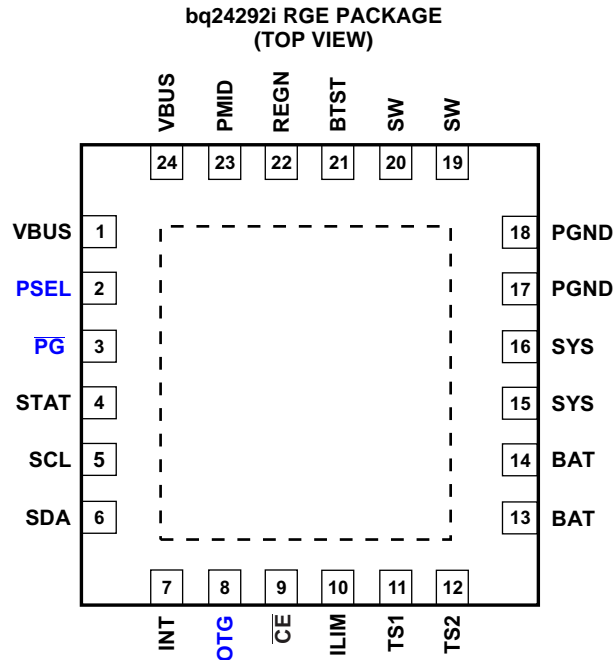 bq24292i RGE PACKAGE
(TOP VIEW)
VBUS PMID REGN BTST SW SW
24 23 22 21 20 19
VBUS 1 18 PGND
PSEL 2 17 PGND
PG 3 16 SYS
STAT 4 15 SYS
SCL 5 14 BAT
SDA 6 13 BAT
7 8 9 10 11 12
INT OTG CE ILIM TS1 TS2